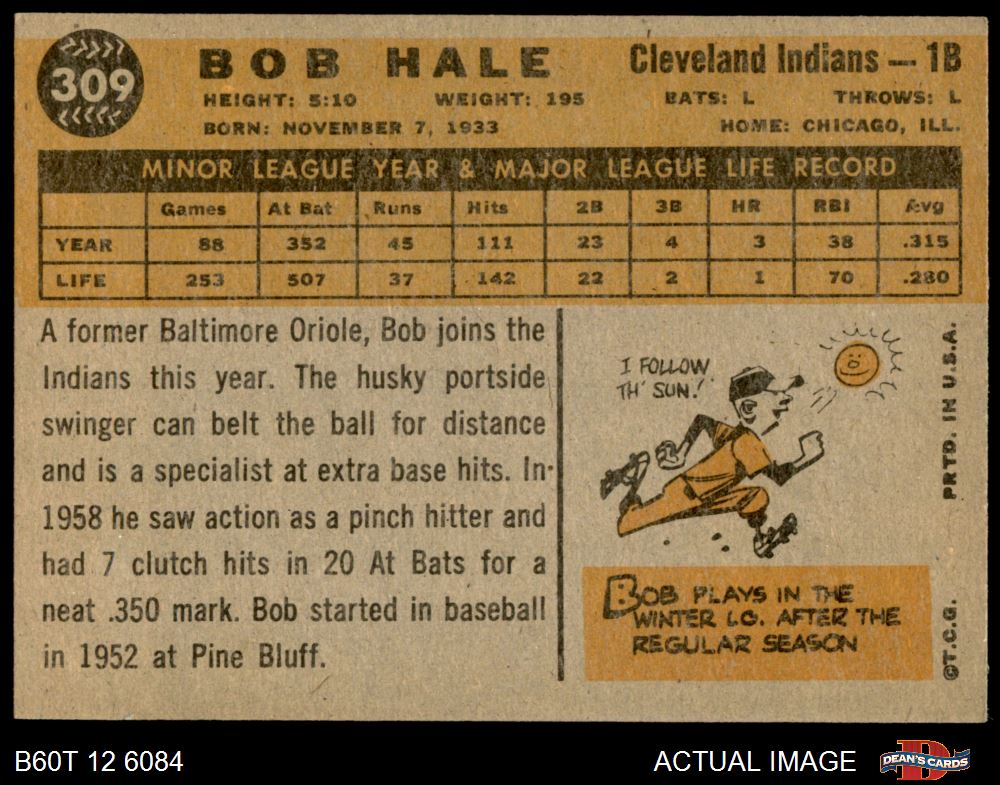 309
BOB HALE
Cleveland Indians — 1B
HEIGHT: 5:10 WEIGHT: 195 BATS: L THROWS: L
BORN: NOVEMBER 7, 1933 HOME: CHICAGO, ILL.
MINOR LEAGUE YEAR & MAJOR LEAGUE LIFE RECORD
Games At Bat Runs Hits 2B 3B HR RBI Avg
YEAR 88 352 45 111 23 4 3 38 .315
LIFE 253 507 37 142 22 2 1 70 .280
A former Baltimore Oriole, Bob joins the
Indians this year. The husky portside
swinger can belt the ball for distance
and is a specialist at extra base hits. In
1958 he saw action as a pinch hitter and
had 7 clutch hits in 20 At Bats for a
neat .350 mark. Bob started in baseball
in 1952 at Pine Bluff.
I FOLLOW
TH' SUN!
BOB PLAYS IN THE
WINTER LG. AFTER THE
REGULAR SEASON
©T.C.G. PRTD. IN U.S.A.
B60T 12 6084
ACTUAL IMAGE
D
DEAN'S CARDS